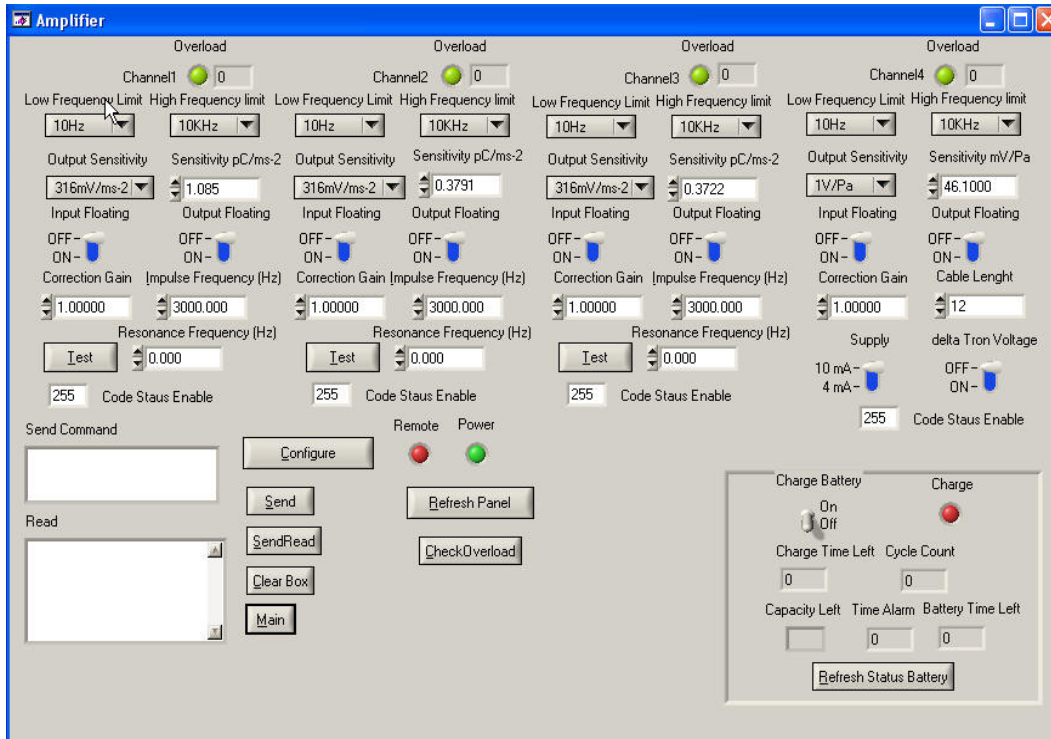 Amplifier
Overload Overload Overload Overload
Channel1 0 Channel2 0 Channel3 0 Channel4 0
Low Frequency Limit High Frequency limit Low Frequency Limit High Frequency limit Low Frequency Limit High Frequency limit Low Frequency Limit High Frequency limit
10Hz 10KHz 10Hz 10KHz 10Hz 10KHz 10Hz 10KHz
Output Sensitivity Sensitivity pC/ms-2 Output Sensitivity Sensitivity pC/ms-2 Output Sensitivity Sensitivity pC/ms-2 Output Sensitivity Sensitivity mV/Pa
316mV/ms-2 1.085 316mV/ms-2 0.3791 316mV/ms-2 0.3722 1V/Pa 46.1000
Input Floating Output Floating Input Floating Output Floating Input Floating Output Floating Input Floating Output Floating
OFF OFF OFF OFF OFF OFF OFF OFF
ON ON ON ON ON ON ON ON
Correction Gain Impulse Frequency (Hz) Correction Gain Impulse Frequency (Hz) Correction Gain Impulse Frequency (Hz) Correction Gain Cable Lenght
1.00000 3000.000 1.00000 3000.000 1.00000 3000.000 1.00000 12
Resonance Frequency (Hz) Resonance Frequency (Hz) Resonance Frequency (Hz) Supply delta Tron Voltage
Test 0.000 Test 0.000 Test 0.000
10 mA OFF
4 mA ON
255 Code Staus Enable 255 Code Staus Enable 255 Code Staus Enable
255 Code Staus Enable
Send Command
Configure
Remote Power
Send
Refresh Panel
Read
SendRead
CheckOverload
Clear Box
Main
Charge Battery Charge
On
Off
Charge Time Left Cycle Count
0 0
Capacity Left Time Alarm Battery Time Left
0 0
Refresh Status Battery